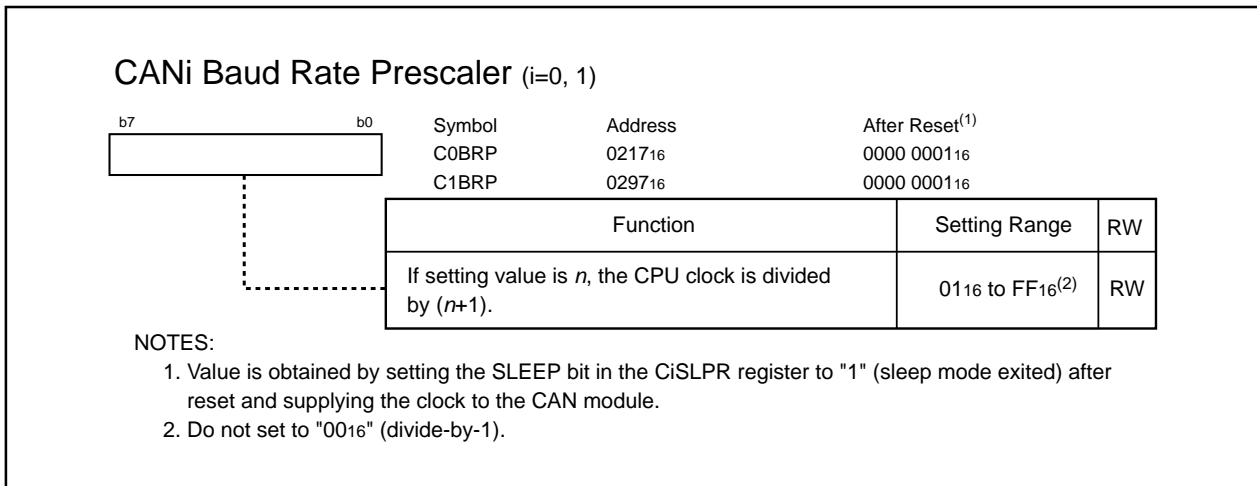 CANi Baud Rate Prescaler (i=0, 1)
b7 b0 Symbol Address After Reset(1)
C0BRP 021716 0000 000116
C1BRP 029716 0000 000116
Function Setting Range RW
If setting value is n, the CPU clock is divided
by (n+1).
0116 to FF16(2) RW
NOTES:
1. Value is obtained by setting the SLEEP bit in the CiSLPR register to "1" (sleep mode exited) after
reset and supplying the clock to the CAN module.
2. Do not set to "0016" (divide-by-1).